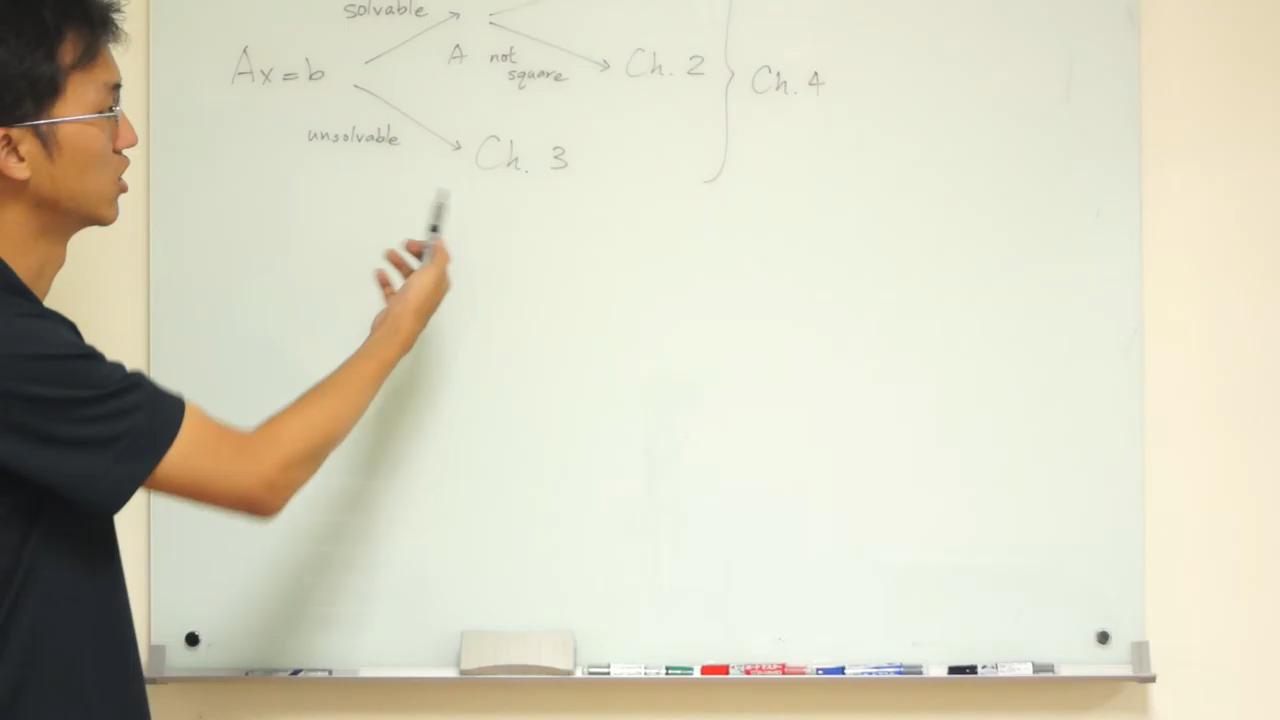 solvable
Ax=b
A not square
Ch. 2
Ch. 4
unsolvable
Ch. 3